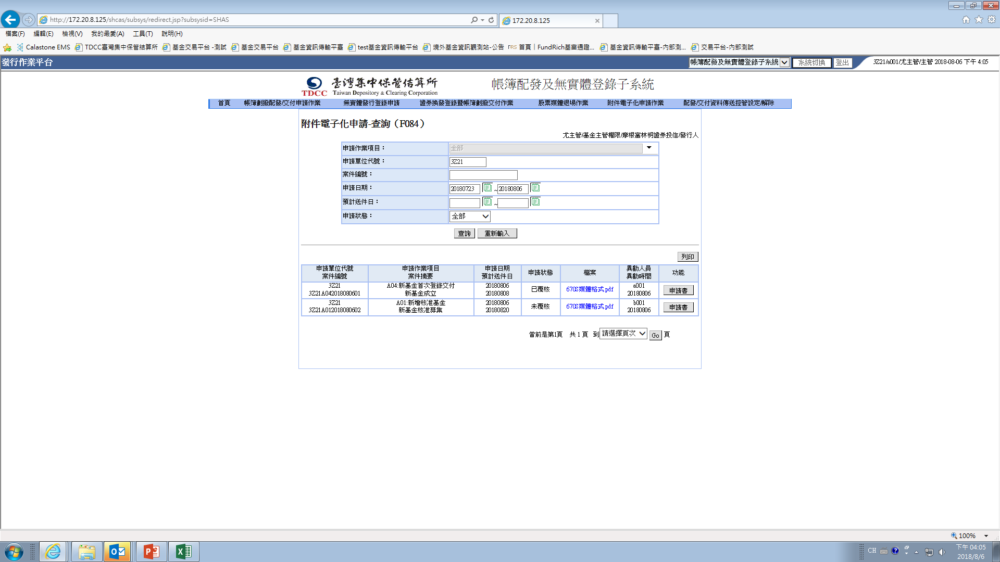 http://172.20.8.125/shcas/subsys/redirect.jsp?subsysid=SHAS
172.20.8.125
檔案(F) 編輯(E) 檢視(V) 我的最愛(A) 工具(T) 說明(H)
Calastone EMS TDCC臺灣集中保管結算所 基金交易平台 -測試 基金交易平台 基金資訊傳輸平臺 test基金資訊傳輸平台 境外基金資訊觀測站-公告 FRS 首頁 | FundRich基富通證... 基金資訊傳輸平臺-內部測... 交易平台-內部測試
發行作業平台 帳簿配發及無實體登錄子系統 系統切換 登出 3Z21/a001/尤主管/主管 2018-08-06 下午 4:05
TDCC 臺灣集中保管結算所
Taiwan Depository & Clearing Corporation
帳簿配發及無實體登錄子系統
首頁 帳簿劃撥配發/交付申請作業 無實體發行登錄申請 證券換發登錄暨帳簿劃撥交付作業 股票媒體退場作業 附件電子化申請作業 配發/交付資料傳送控管設定/解除
附件電子化申請-查詢（F084）
尤主管/基金主管權限/摩根富林明證券投信/發行人
申請作業項目： 全部
申請單位代號： 3Z21
案件編號：
申請日期： 20180723 ~ 20180806
預計送件日： ~
申請狀態： 全部
查詢 重新輸入
列印
申請單位代號 案件編號 申請作業項目 案件摘要 申請日期 預計送件日 申請狀態 檔案 異動人員 異動時間 功能
3Z21 3Z21A042018080601 A04:新基金首次登錄交付 新基金成立 20180806 20180808 已覆核 670S媒體格式.pdf a001 20180806 申請書
3Z21 3Z21A012018080602 A01:新增核准基金 新基金核准募集 20180806 20180820 未覆核 670S媒體格式.pdf b001 20180806 申請書
當前是第1頁 共 1 頁 到 請選擇頁次 Go 頁
100%
CH
下午 04:05
2018/8/6